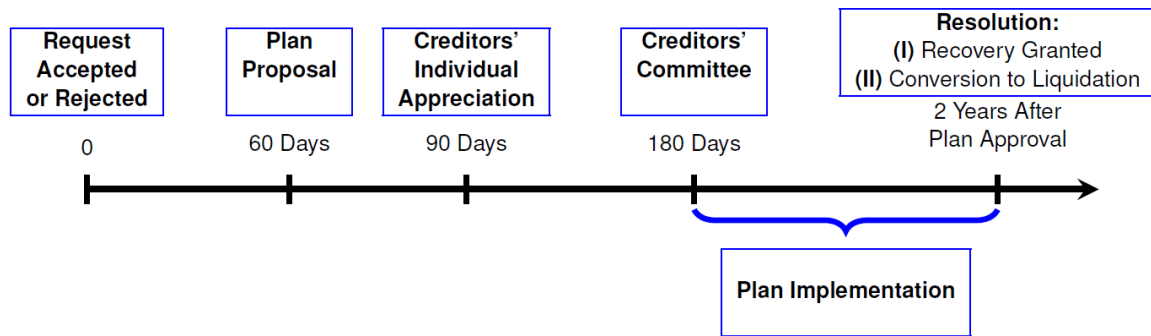 Request
Accepted
or Rejected
Plan
Proposal
Creditors'
Individual
Appreciation
Creditors'
Committee
Resolution:
(I) Recovery Granted
(II) Conversion to Liquidation
0
60 Days
90 Days
180 Days
2 Years After
Plan Approval
Plan Implementation